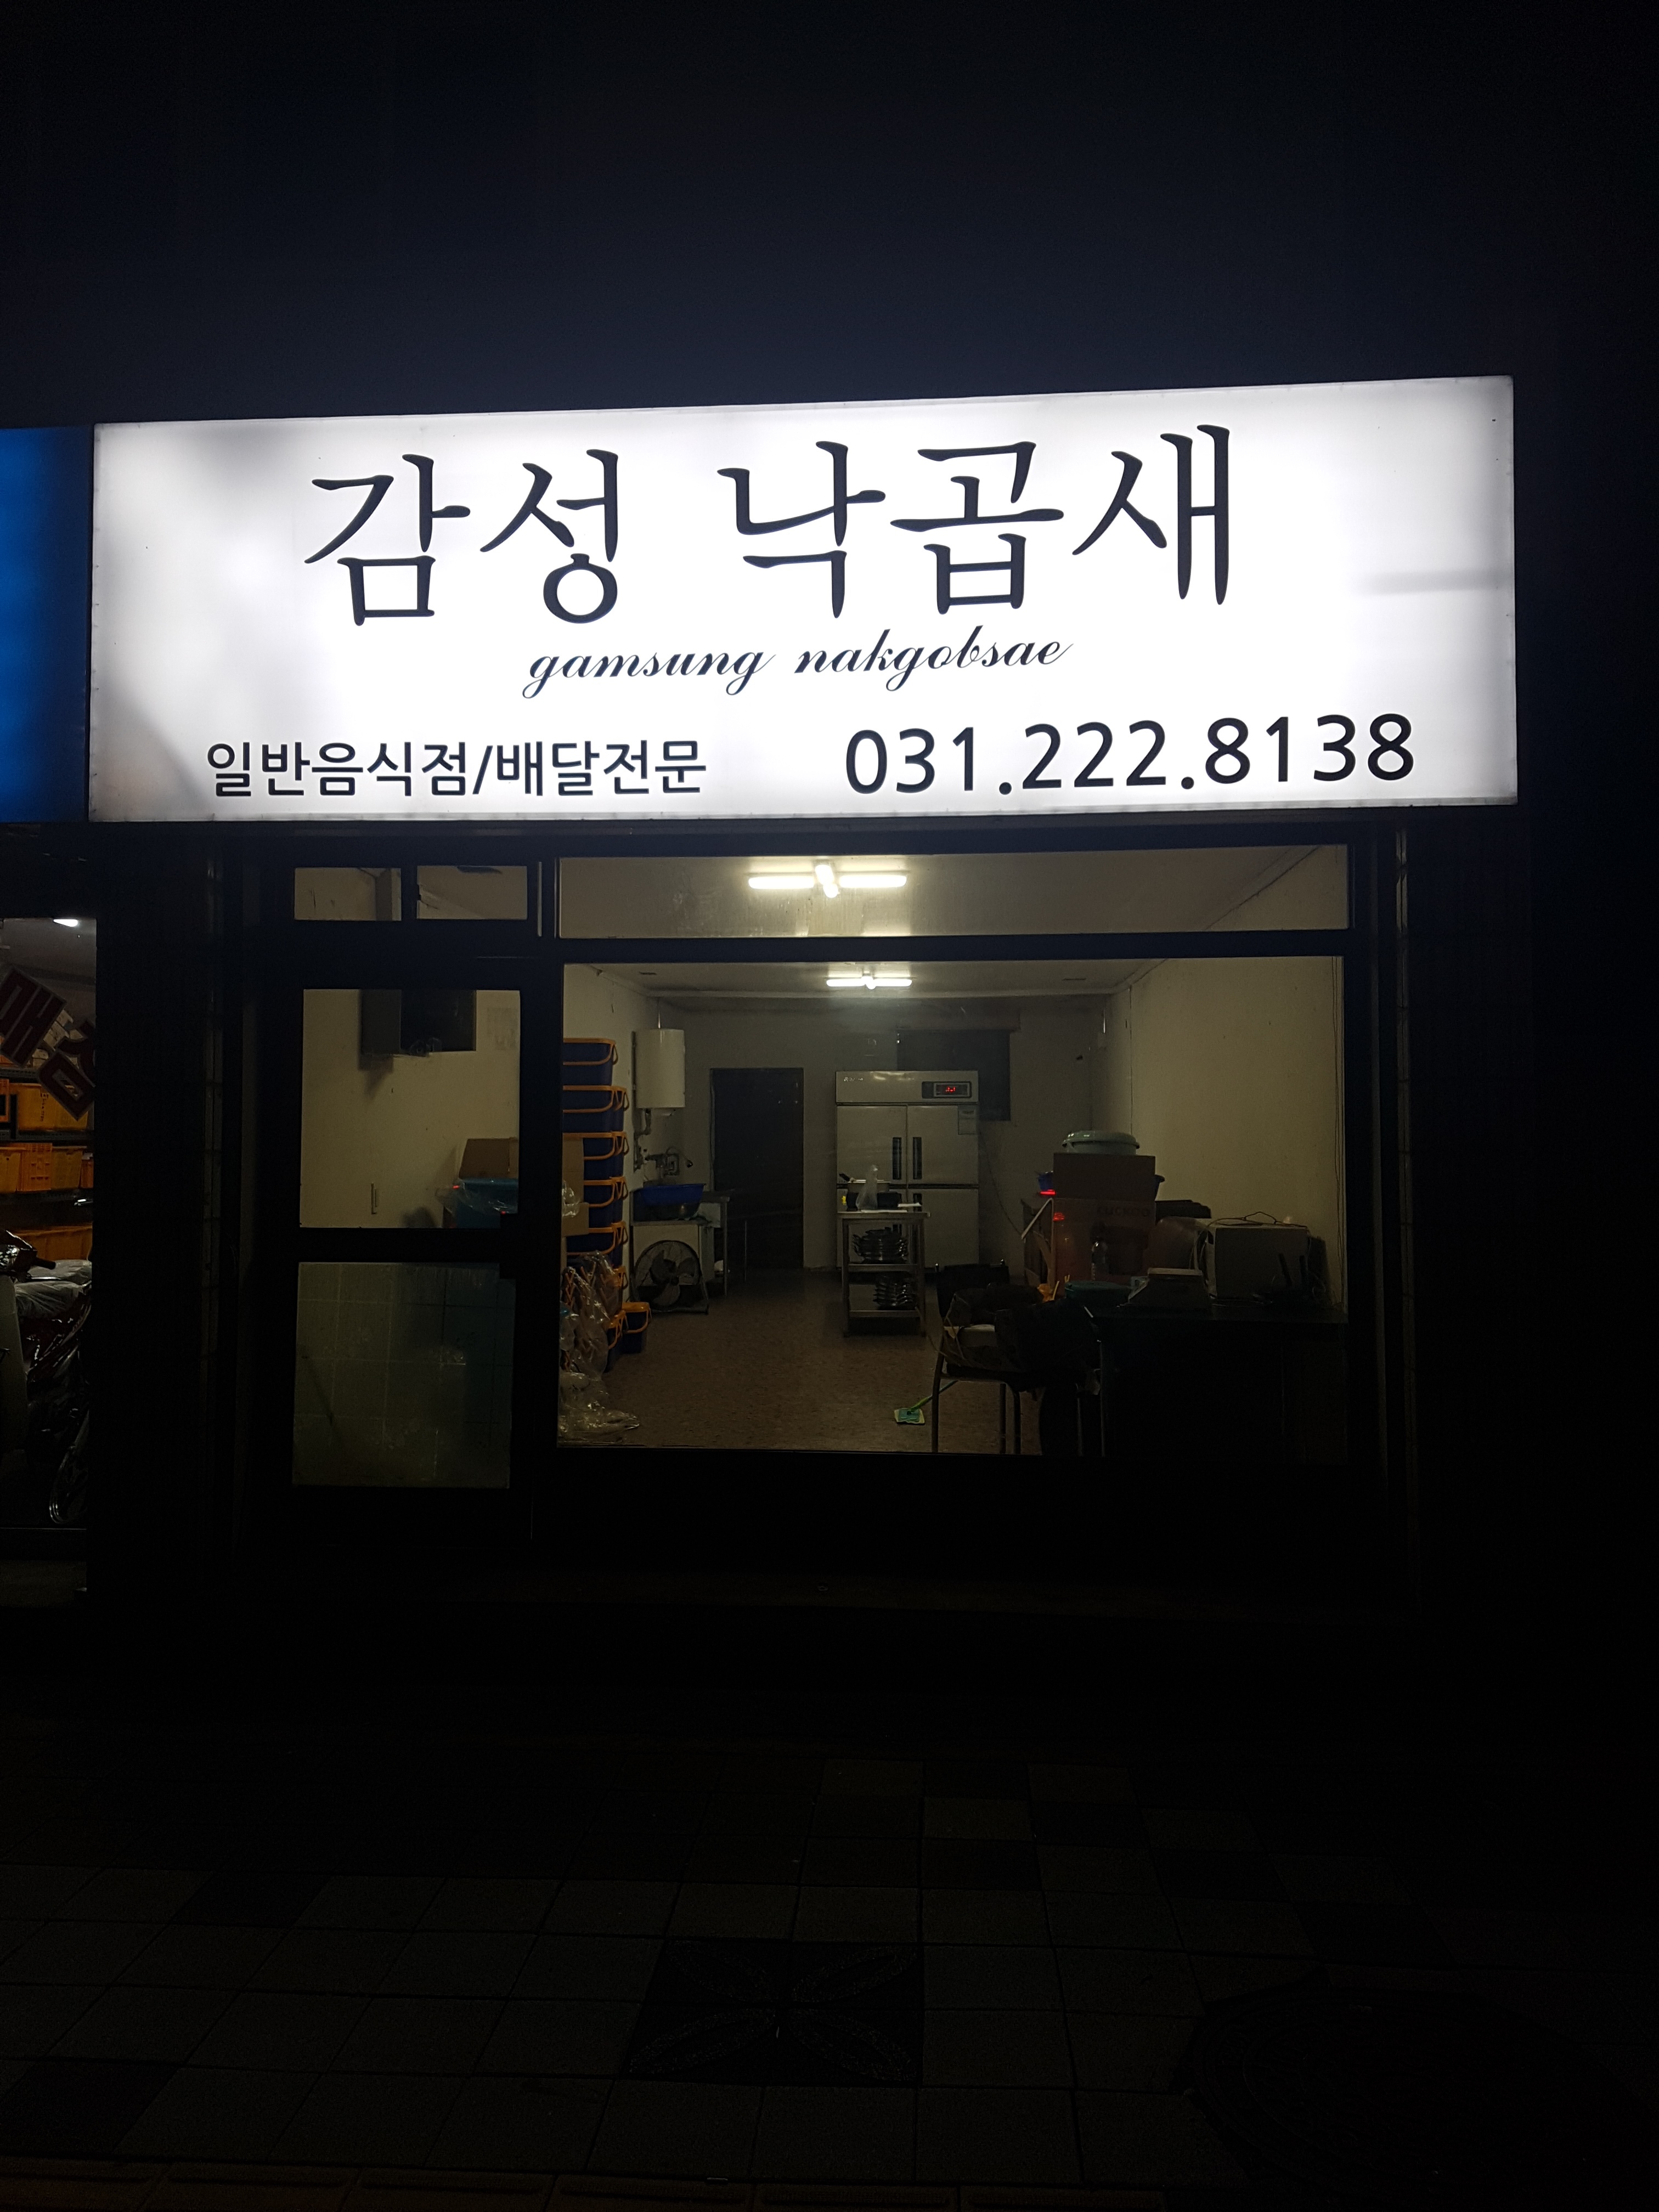 감성 낙곱새
gamsung nakgobsae
일반음식점/배달전문 031.222.8138